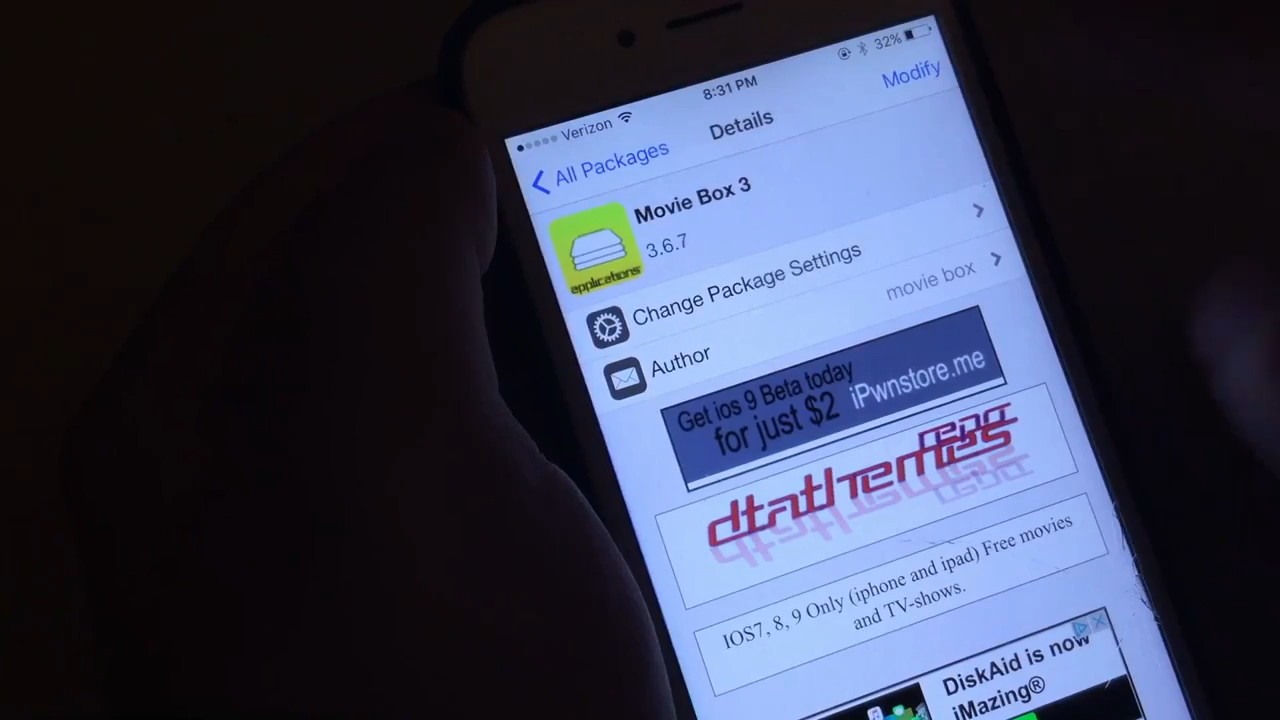 Verizon 8:31 PM 32%
All Packages Details Modify
Movie Box 3
3.6.7
applications
Change Package Settings
Author movie box
Get ios 9 Beta today
for just $2 iPwnstore.me
dtathemes
repo
IOS7, 8, 9 Only (iphone and ipad) Free movies
and TV-shows.
DiskAid is now
iMazing®